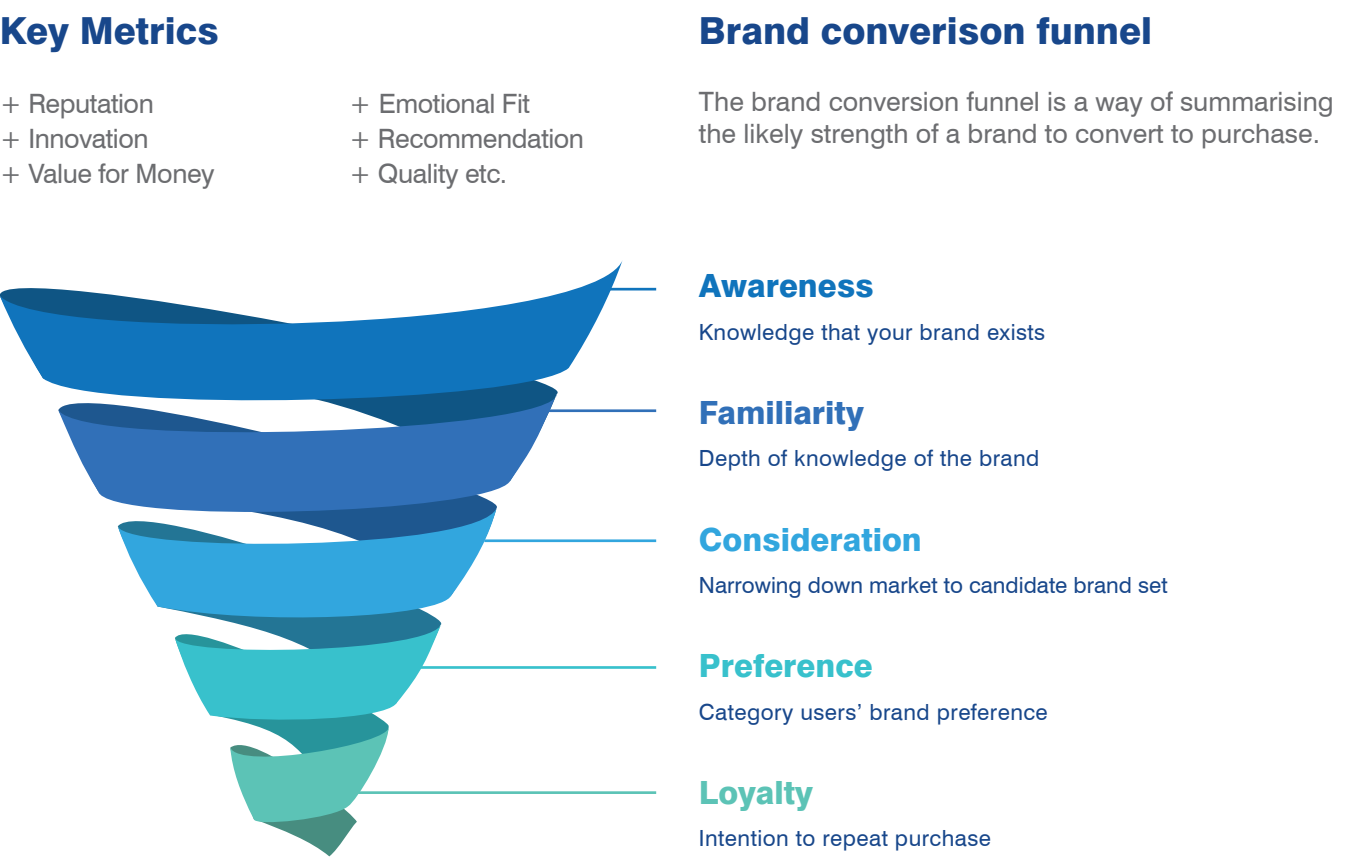 Key Metrics
+ Reputation
+ Innovation
+ Value for Money
+ Emotional Fit
+ Recommendation
+ Quality etc.
Brand converison funnel
The brand conversion funnel is a way of summarising
the likely strength of a brand to convert to purchase.
Awareness
Knowledge that your brand exists
Familiarity
Depth of knowledge of the brand
Consideration
Narrowing down market to candidate brand set
Preference
Category users’ brand preference
Loyalty
Intention to repeat purchase